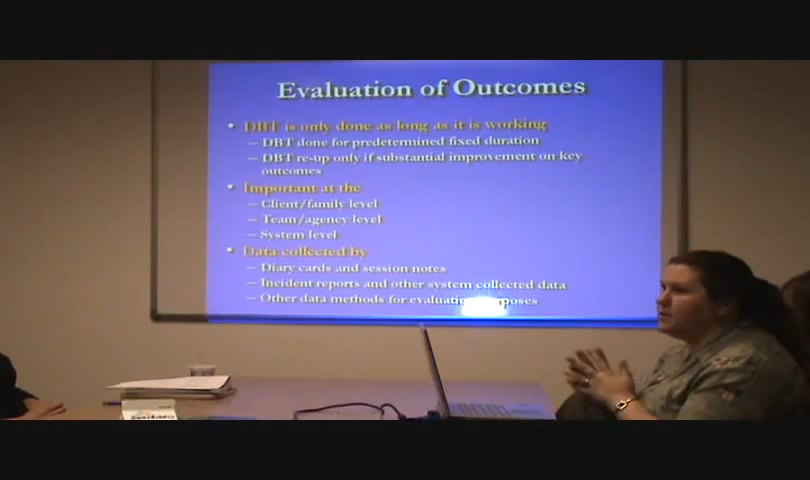 Evaluation of Outcomes
• DBT is only done as long as it is working
– DBT done for predetermined fixed duration
– DBT re-up only if substantial improvement on key
outcomes
• Important at the
– Client/family level
– Team/agency level
– System level
• Data collected by
– Diary cards and session notes
– Incident reports and other system collected data
– Other data methods for evaluation purposes